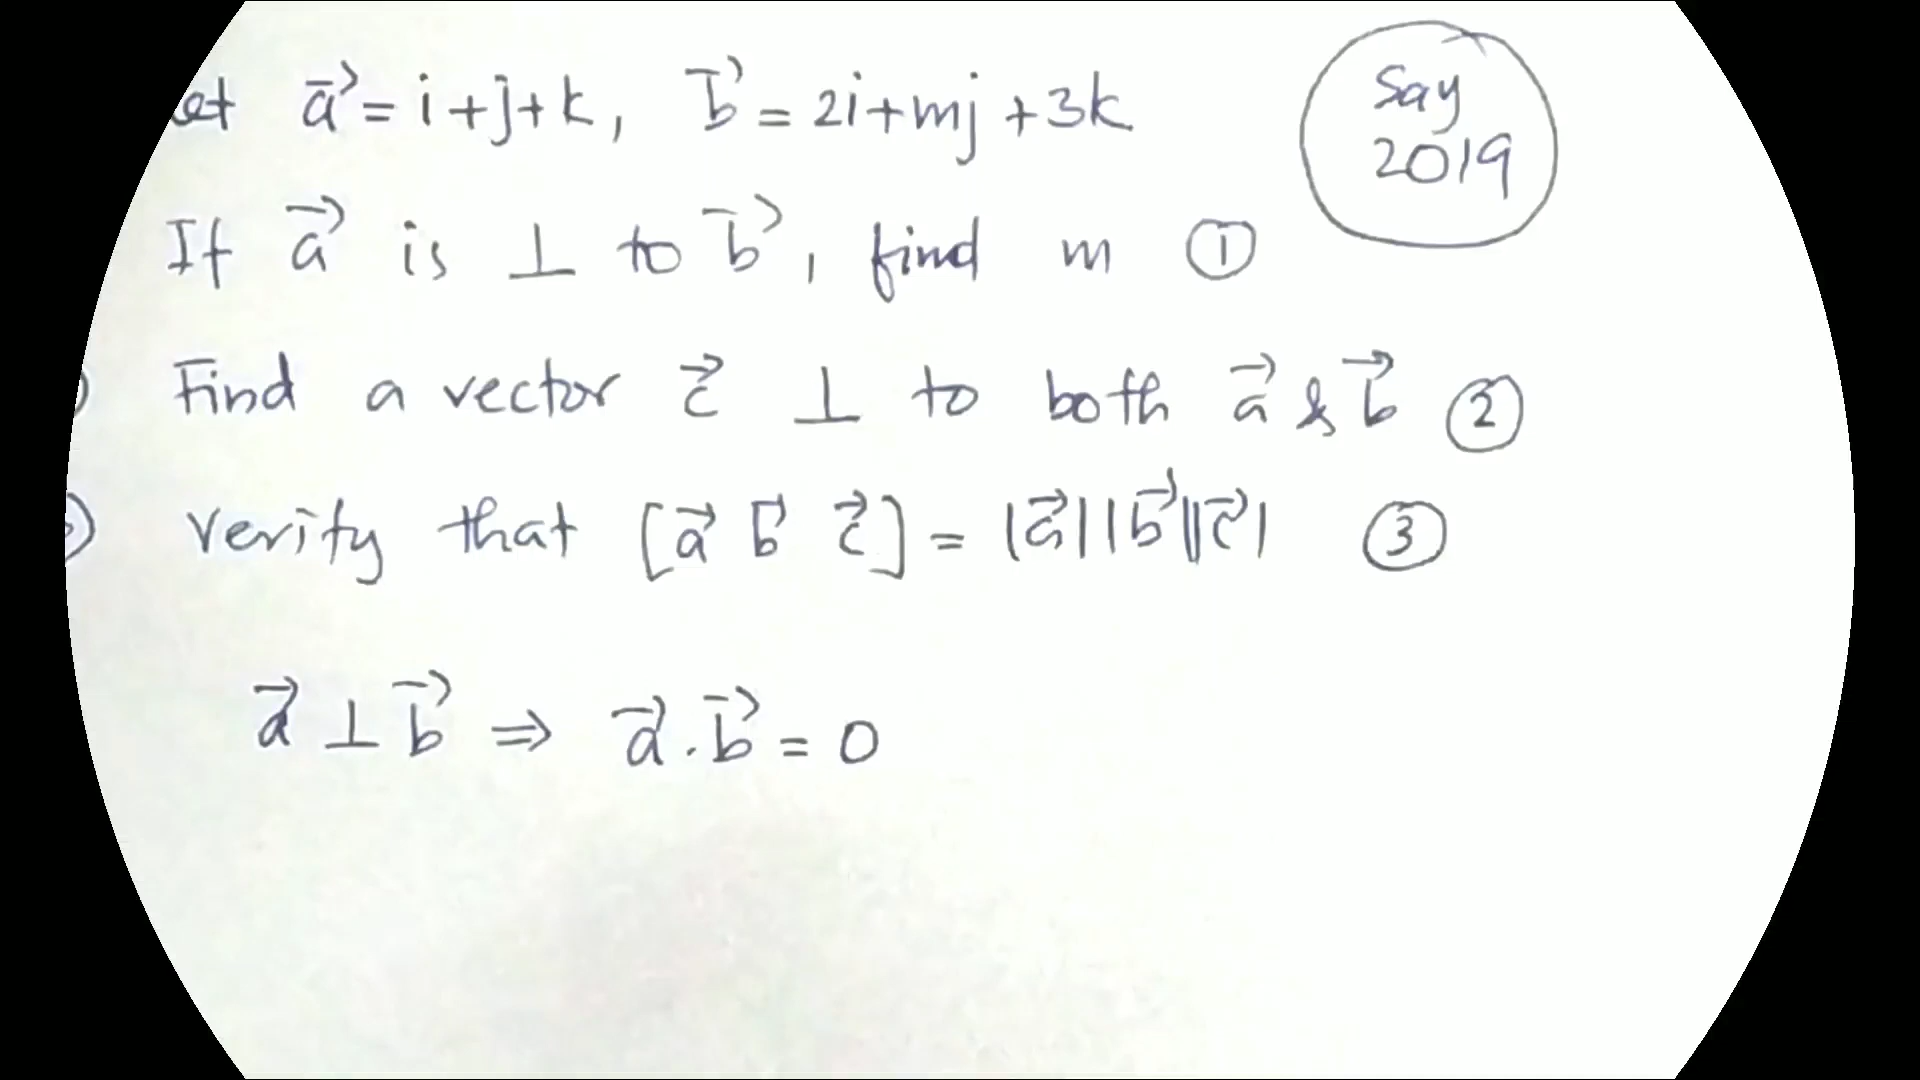 et a⃗ = i + j + k, b⃗ = 2i + mj + 3k
Say
2019
If a⃗ is ⊥ to b⃗, find m ①
) Find a vector c⃗ ⊥ to both a⃗ & b⃗ ②
) Verify that [a⃗ b⃗ c⃗] = |a⃗||b⃗||c⃗| ③
a⃗ ⊥ b⃗ ⇒ a⃗ . b⃗ = 0